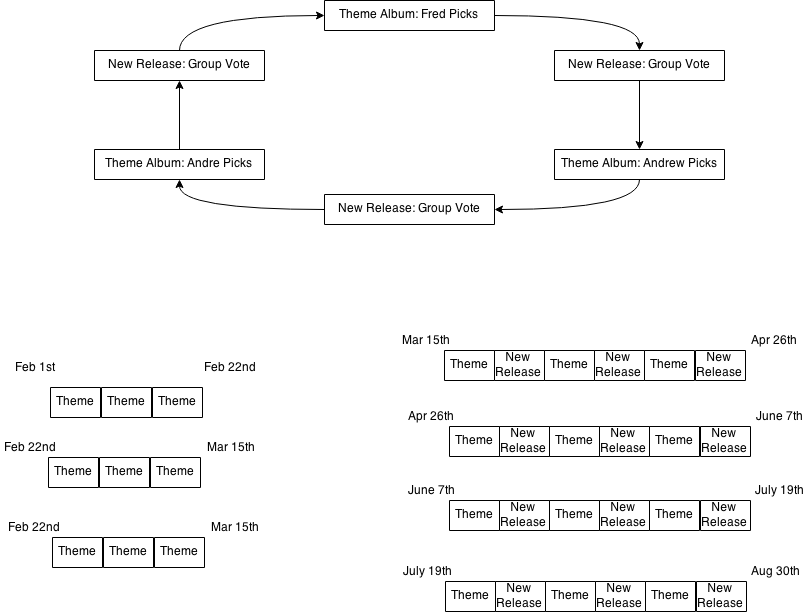 Theme Album: Fred Picks
New Release: Group Vote
New Release: Group Vote
Theme Album: Andre Picks
Theme Album: Andrew Picks
New Release: Group Vote
Feb 1st
Feb 22nd
Theme Theme Theme
Feb 22nd
Mar 15th
Theme Theme Theme
Feb 22nd
Mar 15th
Theme Theme Theme
Mar 15th
Apr 26th
Theme New Release Theme New Release Theme New Release
Apr 26th
June 7th
Theme New Release Theme New Release Theme New Release
June 7th
July 19th
Theme New Release Theme New Release Theme New Release
July 19th
Aug 30th
Theme New Release Theme New Release Theme New Release